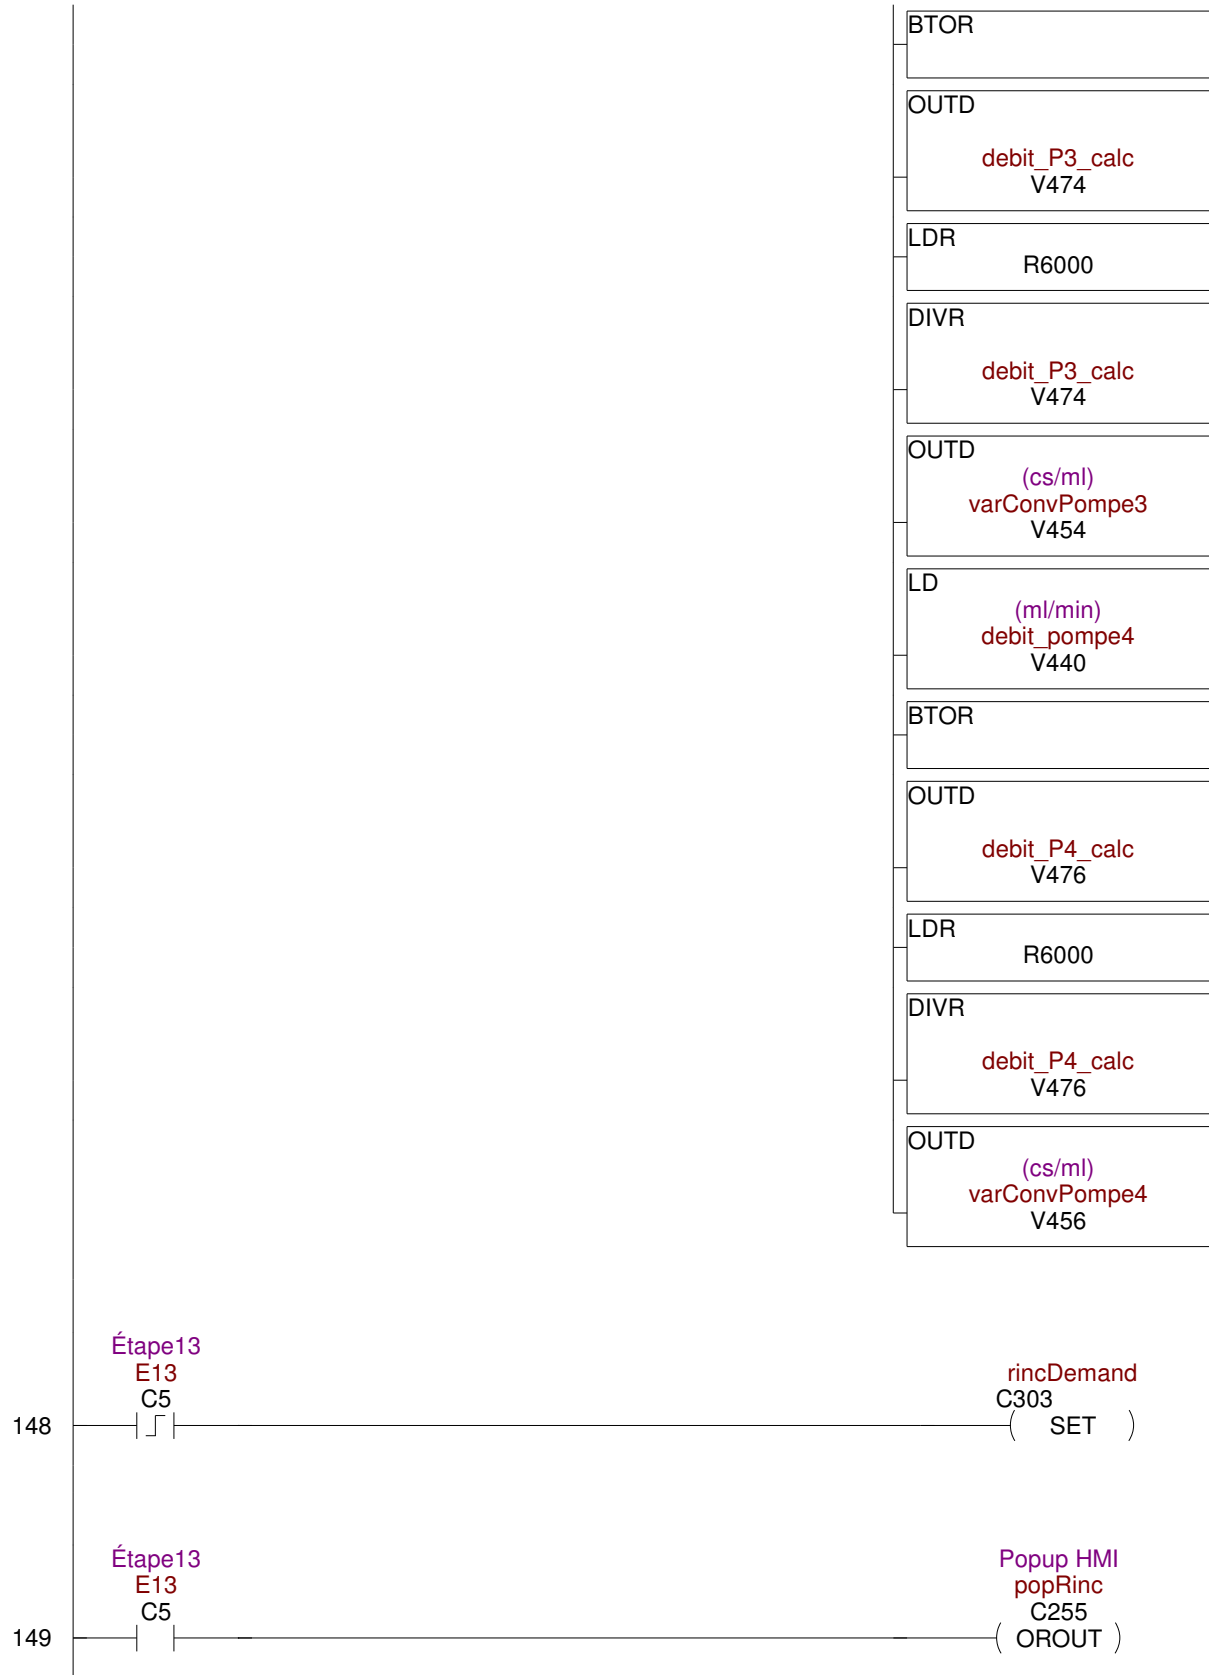 BTOR
OUTD
debit_P3_calc
V474
LDR
R6000
DIVR
debit_P3_calc
V474
OUTD
(cs/ml)
varConvPompe3
V454
LD
(ml/min)
debit_pompe4
V440
BTOR
OUTD
debit_P4_calc
V476
LDR
R6000
DIVR
debit_P4_calc
V476
OUTD
(cs/ml)
varConvPompe4
V456
Étape13
E13
C5
rincDemand
C303
148
SET
Étape13
E13
C5
Popup HMI
popRinc
C255
149
OROUT